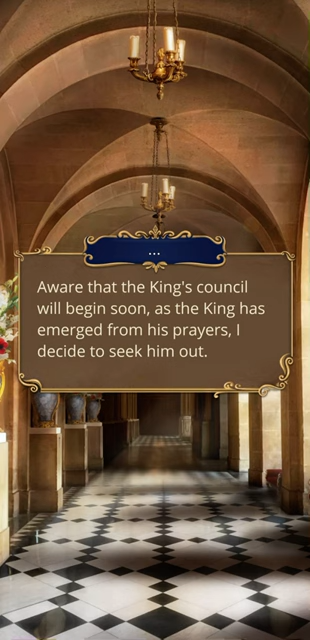 ...
Aware that the King's council
will begin soon, as the King has
emerged from his prayers, I
decide to seek him out.